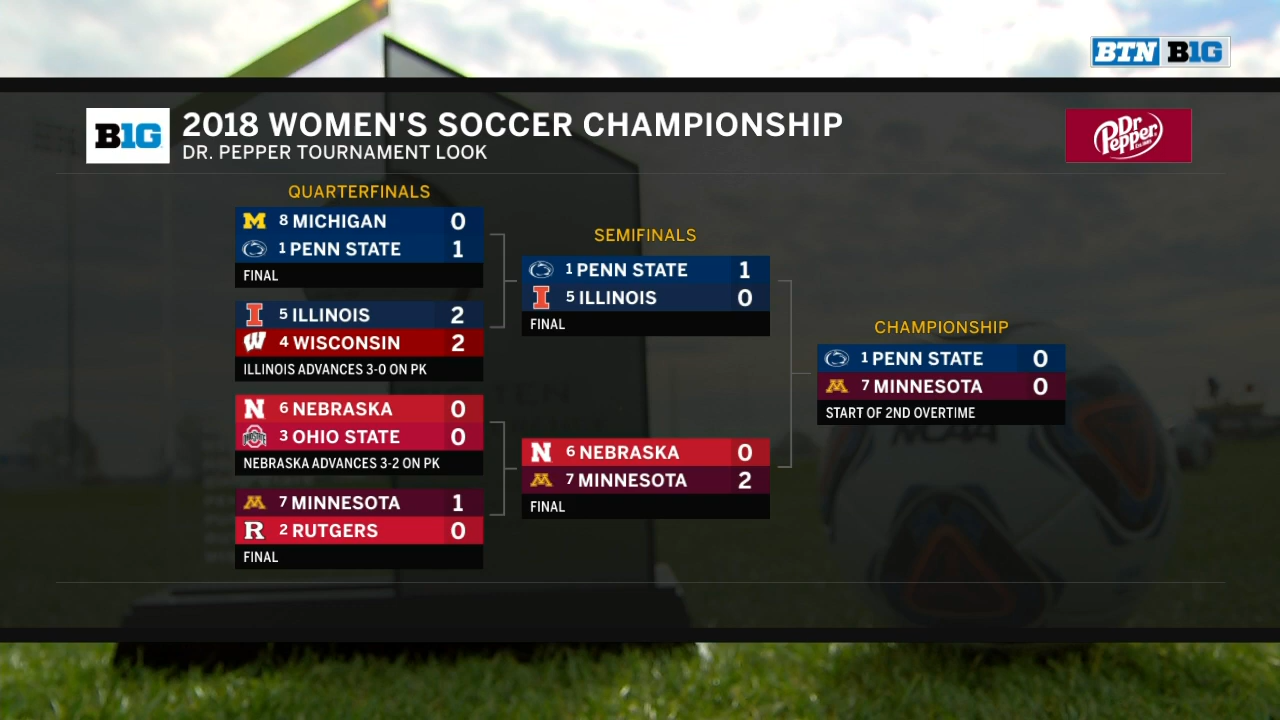 BTN B1G
B1G
2018 WOMEN'S SOCCER CHAMPIONSHIP
DR. PEPPER TOURNAMENT LOOK
Dr Pepper
QUARTERFINALS
M 8 MICHIGAN 0
1 PENN STATE 1
FINAL
I 5 ILLINOIS 2
W 4 WISCONSIN 2
ILLINOIS ADVANCES 3-0 ON PK
N 6 NEBRASKA 0
OHIO STATE 3 OHIO STATE 0
NEBRASKA ADVANCES 3-2 ON PK
M 7 MINNESOTA 1
R 2 RUTGERS 0
FINAL
SEMIFINALS
1 PENN STATE 1
I 5 ILLINOIS 0
FINAL
N 6 NEBRASKA 0
M 7 MINNESOTA 2
FINAL
CHAMPIONSHIP
1 PENN STATE 0
M 7 MINNESOTA 0
START OF 2ND OVERTIME
NCAA